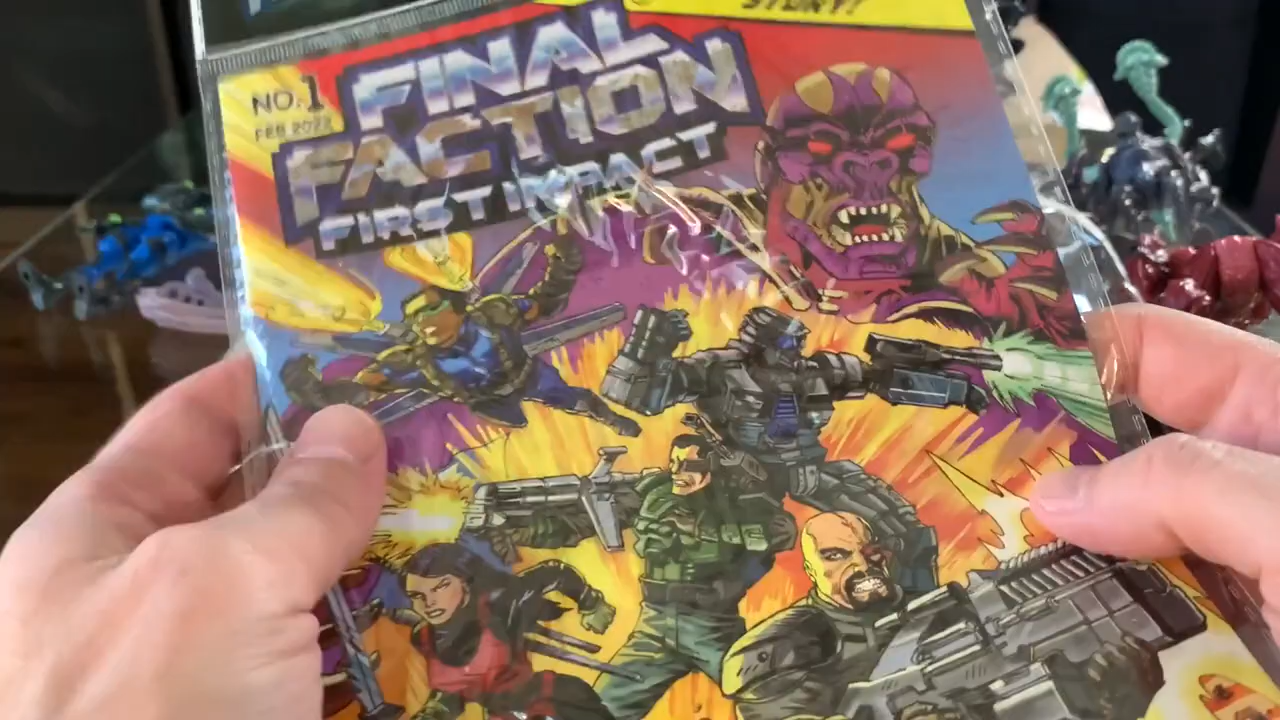 STORY!
NO.1
FEB 2022
FINAL
FACTION
FIRST IMPACT